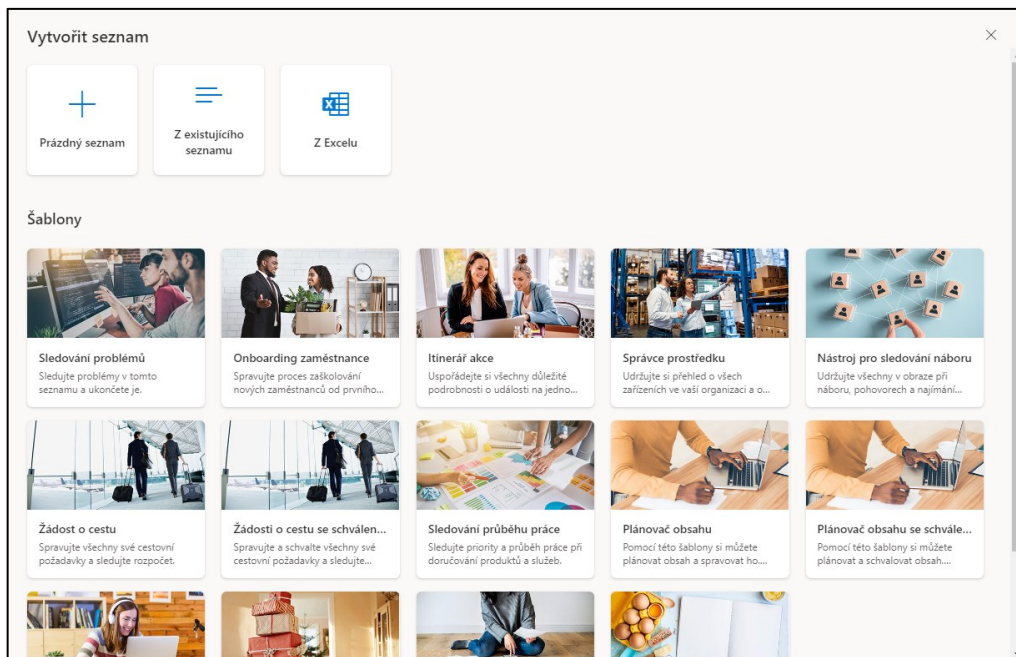 Vytvořit seznam
Prázdný seznam
Z existujícího
seznamu
Z Excelu
Šablony
Sledování problémů
Sledujte problémy v tomto
seznamu a ukončete je.
Onboarding zaměstnance
Spravujte proces zaškolování
nových zaměstnanců od prvního...
Itinerář akce
Uspořádejte si všechny důležité
podrobnosti o události na jedno...
Správce prostředku
Udržujte si přehled o všech
zařízeních ve vaší organizaci a o...
Nástroj pro sledování náboru
Udržujte všechny v obraze při
náboru, pohovorech a najímání...
Žádost o cestu
Spravujte všechny své cestovní
požadavky a sledujte rozpočet.
Žádosti o cestu se schválen...
Spravujte a schvalte všechny své
cestovní požadavky a sledujte...
Sledování průběhu práce
Sledujte priority a průběh práce při
doručování produktů a služeb.
Plánovač obsahu
Pomocí této šablony si můžete
plánovat obsah a spravovat ho....
Plánovač obsahu se schvále...
Pomocí této šablony si můžete
plánovat a schvalovat obsah....